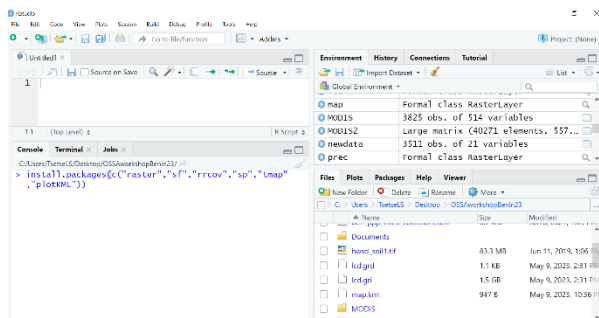 RStudio
File Edit Code View Plots Session Build Debug Profile Tools Help
Go to file/function
Addins
Project: (None)
Untitled1
Source on Save
Run
Source
1
1:1 (Top Level)
R Script
Console Terminal Jobs
C:/Users/TsetseLS/Desktop/OSSAworkshopBenin23/
> install.packages(c("raster","sf","rrcov","sp","tmap"
,"plotKML"))
Environment History Connections Tutorial
Import Dataset
List
Global Environment
map Formal class RasterLayer
MODIS 3825 obs. of 514 variables
MODIS2 Large matrix (40271 elements, 557...
newdata 3511 obs. of 21 variables
prec Formal class RasterLayer
Files Plots Packages Help Viewer
New Folder Delete Rename More
C: Users TsetseLS Desktop OSSAworkshopBenin23
Name Size Modified
Documents
hwsd_soil1.tif 83.3 MB Jun 11, 2019, 1:06 PM
lcd.grd 1.1 KB May 9, 2023, 2:31 PM
lcd.gri 1.5 GB May 9, 2023, 2:31 PM
map.kml 947 B May 9, 2023, 10:36 PM
MODIS